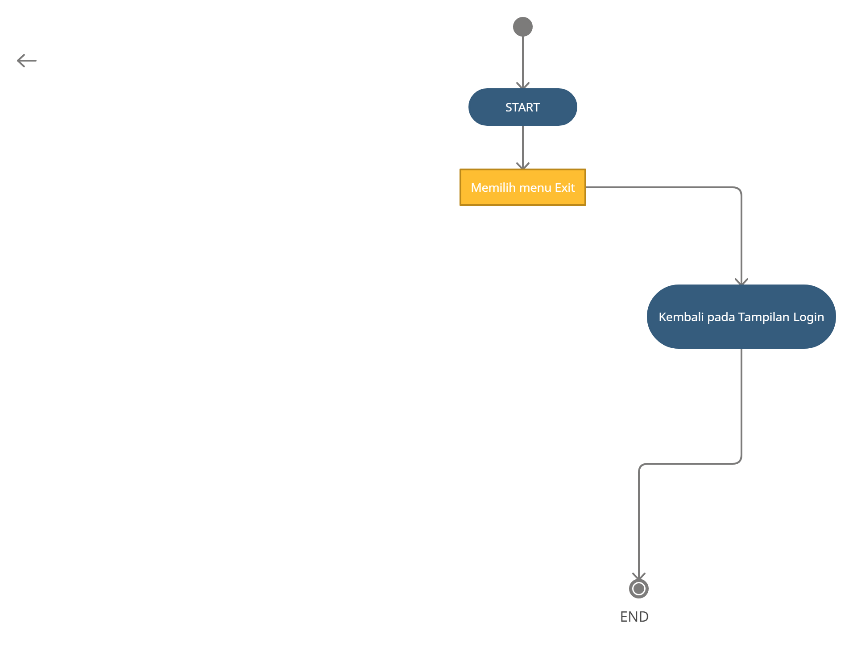 START
Memilih menu Exit
Kembali pada Tampilan Login
END